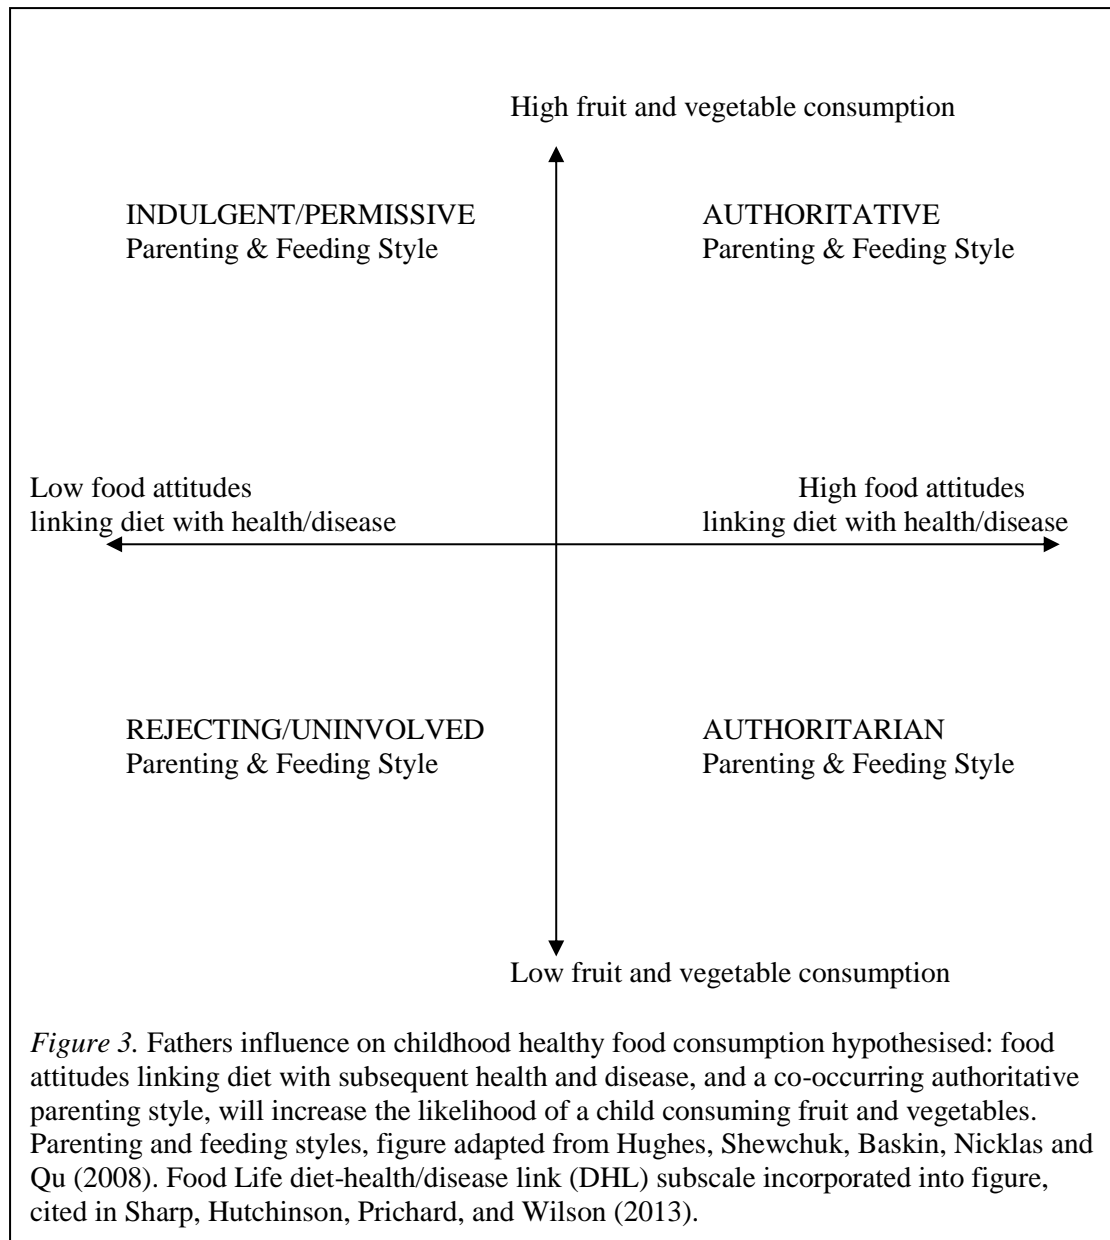 High fruit and vegetable consumption
INDULGENT/PERMISSIVE
Parenting & Feeding Style
AUTHORITATIVE
Parenting & Feeding Style
Low food attitudes
linking diet with health/disease
High food attitudes
linking diet with health/disease
REJECTING/UNINVOLVED
Parenting & Feeding Style
AUTHORITARIAN
Parenting & Feeding Style
Low fruit and vegetable consumption
Figure 3. Fathers influence on childhood healthy food consumption hypothesised: food
attitudes linking diet with subsequent health and disease, and a co-occurring authoritative
parenting style, will increase the likelihood of a child consuming fruit and vegetables.
Parenting and feeding styles, figure adapted from Hughes, Shewchuk, Baskin, Nicklas and
Qu (2008). Food Life diet-health/disease link (DHL) subscale incorporated into figure,
cited in Sharp, Hutchinson, Prichard, and Wilson (2013).